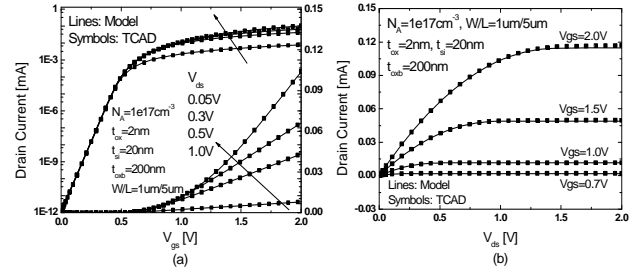 Lines: Model
Symbols: TCAD
Drain Current [mA]
1
1E-3
1E-6
1E-9
1E-12
0.15
0.12
0.09
0.06
0.03
0.00
N_A=1e17cm⁻³
t_ox=2nm
t_si=20nm
t_oxb=200nm
W/L=1um/5um
V_ds
0.05V
0.3V
0.5V
1.0V
0.0 0.5 1.0 1.5 2.0
V_gs [V]
(a)
Drain Current [mA]
0.15
0.12
0.09
0.06
0.03
0.00
-0.03
N_A=1e17cm⁻³, W/L=1um/5um
t_ox=2nm, t_si=20nm
t_oxb=200nm
Vgs=2.0V
Vgs=1.5V
Vgs=1.0V
Vgs=0.7V
Lines: Model
Symbols: TCAD
0.0 0.5 1.0 1.5 2.0
V_ds [V]
(b)